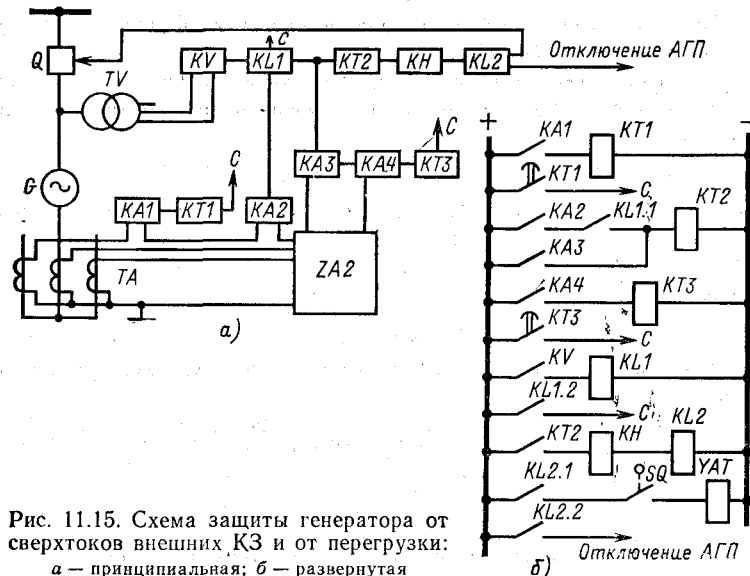 Q
TV
KV
KL1
C
KT2
KH
KL2
Отключение АГП
G
C
KA1
KT1
KA2
KA3
KA4
KT3
C
TA
ZA2
а)
+
−
KA1
KT1
KT1
C
KA2
KL1.1
KT2
KA3
KA4
KT3
KT3
C
KV
KL1
KL1.2
C
KT2
KH
KL2
KL2.1
SQ
YAT
KL2.2
Отключение АГП
б)
Рис. 11.15. Схема защиты генератора от
сверхтоков внешних КЗ и от перегрузки:
а — принципиальная; б — развернутая